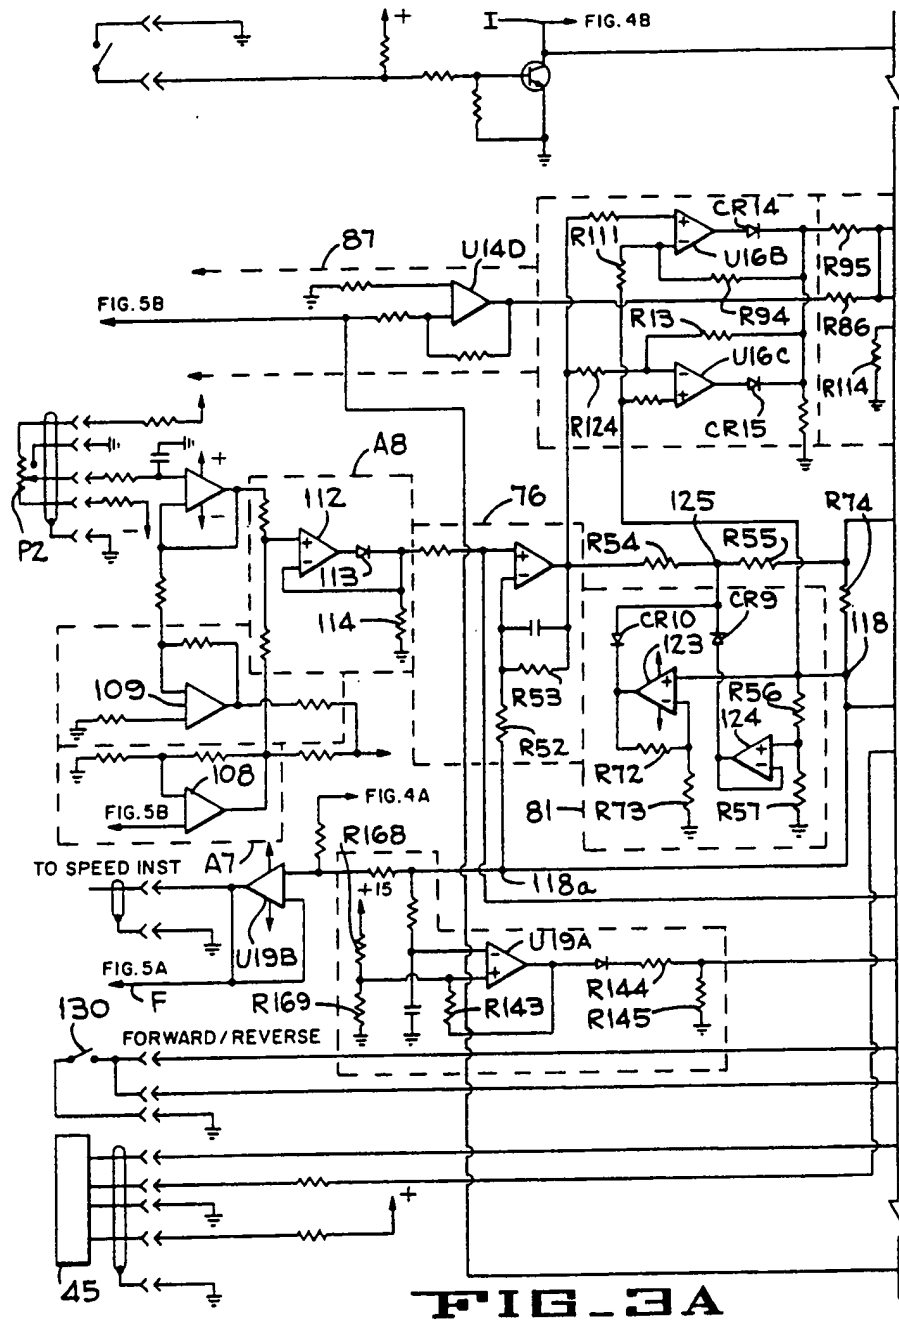 +
I
FIG. 4B
87
U14D
R111
CR14
U16B
R95
FIG. 5B
R94
R13
R86
U16C
R114
R124
CR15
+
-
P2
A8
112
113
114
76
125
R74
R54
R55
CR10
CR9
123
118
109
R53
R56
124
R52
R72
R73
R57
108
FIG. 5B
FIG. 4A
81
A7
R168
TO SPEED INST
+15
118a
U19B
U19A
FIG. 5A
F
R169
R143
R144
R145
130
FORWARD/REVERSE
+
45
FIG_3A